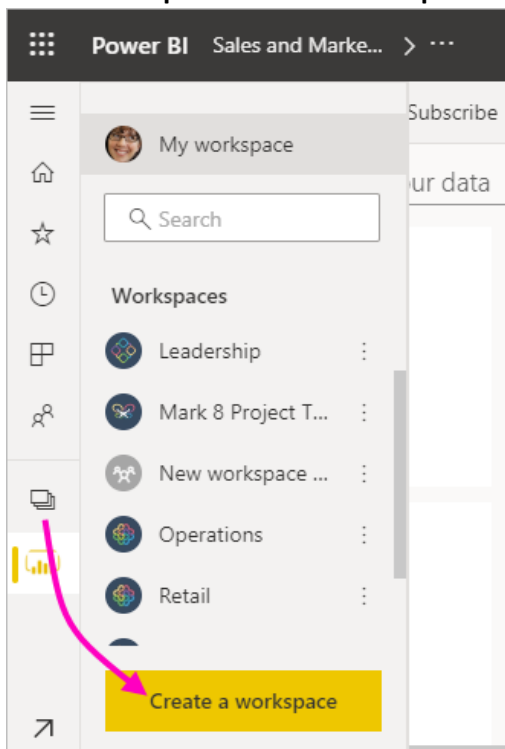 Power BI Sales and Marke... > ...
Subscribe
My workspace
our data
Search
Workspaces
Leadership
Mark 8 Project T...
New workspace ...
Operations
Retail
Create a workspace